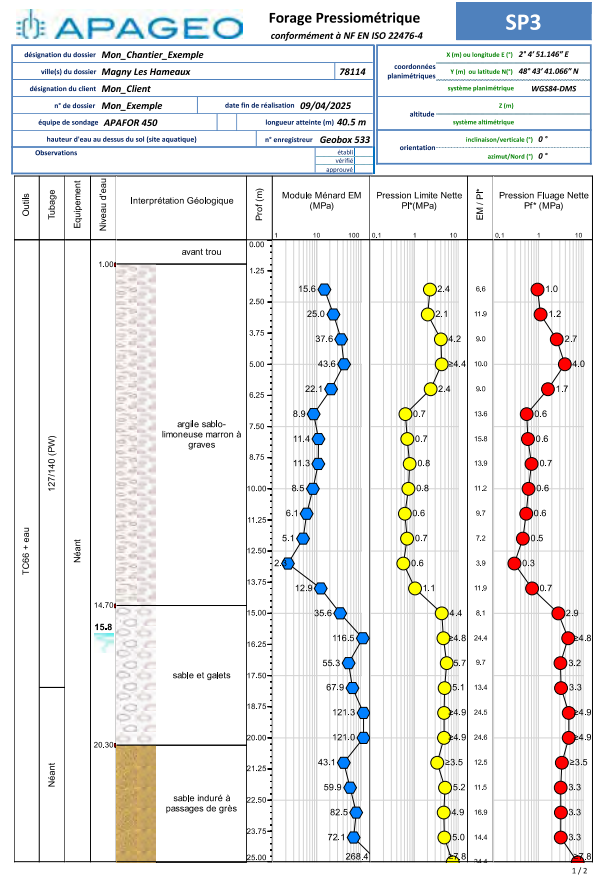 APAGEO
Forage Pressiométrique
conformément à NF EN ISO 22476-4
SP3
désignation du dossier Mon_Chantier_Exemple
ville(s) du dossier Magny Les Hameaux 78114
désignation du client Mon_Client
n° de dossier Mon_Exemple date fin de réalisation 09/04/2025
équipe de sondage APAFOR 450 longueur atteinte (m) 40.5 m
hauteur d'eau au dessus du sol (site aquatique) n° enregistreur Geobox 533
Observations
établi
vérifié
approuvé
coordonnées planimétriques
X (m) ou longitude E (°) 2° 4' 51.146" E
Y (m) ou latitude N(°) 48° 43' 41.066" N
système planimétrique WGS84-DMS
altitude
Z (m)
système altimétrique
orientation
inclinaison/verticale (°) 0 °
azimut/Nord (°) 0 °
Outils
Tubage
Equipement
Niveau d'eau
Interprétation Géologique
Prof (m)
Module Ménard EM
(MPa)
Pression Limite Nette
Pl*(MPa)
EM / Pl*
Pression Fluage Nette
Pf* (MPa)
1 10 100
0,1 1 10
0,1 1 10
0.00
avant trou
1.00
1.25
15.6 2.4 6.6 1.0
2.50
25.0 2.1 11.9 1.2
3.75
37.6 4.2 9.0 2.7
5.00
43.6 ≥4.4 10.0 4.0
22.1 2.4 9.0 1.7
6.25
8.9 0.7 13.6 0.6
7.50
argile sablo-
limoneuse marron à
graves
11.4 0.7 15.8 0.6
8.75
11.3 0.8 13.9 0.7
10.00
8.5 0.8 11.2 0.6
6.1 0.6 9.7 0.6
11.25
5.1 0.7 7.2 0.5
12.50
0.6 3.9 0.3
13.75
12.9 1.1 11.9 0.7
14.70
15.00
35.6 4.4 8.1 2.9
15.8
116.5 ≥4.8 24,4 ≥4.8
16.25
55.3 5.7 9.7 3.2
sable et galets
17.50
67.9 5.1 13.4 3.3
18.75
121.3 ≥4.9 24.5 ≥4.9
20.00
121.0 ≥4.9 24.6 ≥4.9
20.30
43.1 ≥3.5 12.5 ≥3.5
21.25
59.9 5.2 11.5 3.3
22.50
sable induré à
passages de grès
82.5 4.9 16.9 3.3
23.75
72.1 5.0 14,4 3.3
25.00
268.4 ≥7.8 ≥7.8
TC66 + eau
127/140 (PW)
Néant
Néant
1 / 2